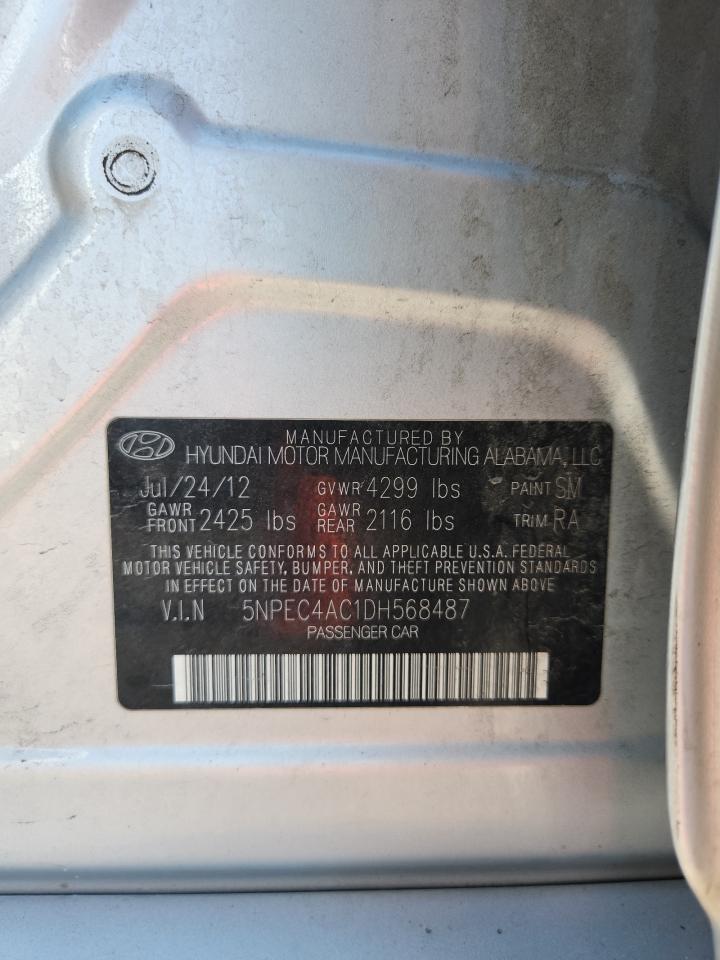 MANUFACTURED BY
HYUNDAI MOTOR MANUFACTURING ALABAMA, LLC
Jul/24/12 GVWR 4299 lbs PAINT SM
GAWR FRONT 2425 lbs GAWR REAR 2116 lbs TRIM RA
THIS VEHICLE CONFORMS TO ALL APPLICABLE U.S.A. FEDERAL
MOTOR VEHICLE SAFETY, BUMPER, AND THEFT PREVENTION STANDARDS
IN EFFECT ON THE DATE OF MANUFACTURE SHOWN ABOVE
V.I.N 5NPEC4AC1DH568487
PASSENGER CAR